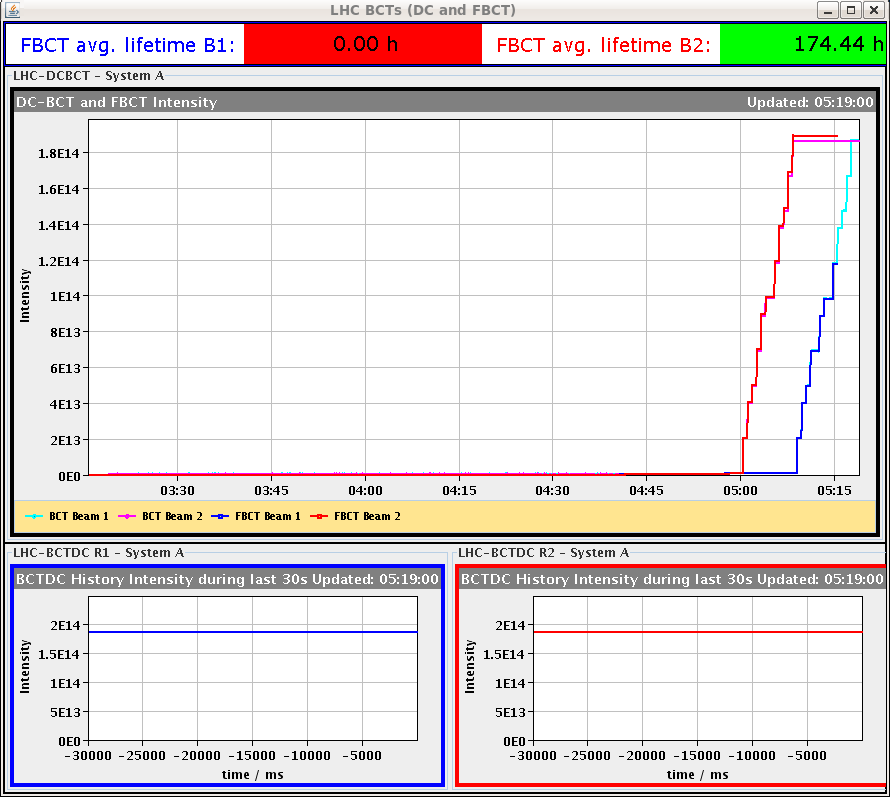 LHC BCTs (DC and FBCT)
FBCT avg. lifetime B1: 0.00 h FBCT avg. lifetime B2: 174.44 h
LHC-DCBCT - System A
DC-BCT and FBCT Intensity Updated: 05:19:00
1.8E14
1.6E14
1.4E14
1.2E14
1E14
8E13
6E13
4E13
2E13
0E0
Intensity
03:30 03:45 04:00 04:15 04:30 04:45 05:00 05:15
BCT Beam 1 BCT Beam 2 FBCT Beam 1 FBCT Beam 2
LHC-BCTDC R1 - System A
BCTDC History Intensity during last 30s Updated: 05:19:00
2E14
1.5E14
1E14
5E13
0E0
Intensity
-30000 -25000 -20000 -15000 -10000 -5000
time / ms
LHC-BCTDC R2 - System A
BCTDC History Intensity during last 30s Updated: 05:19:00
2E14
1.5E14
1E14
5E13
0E0
Intensity
-30000 -25000 -20000 -15000 -10000 -5000
time / ms